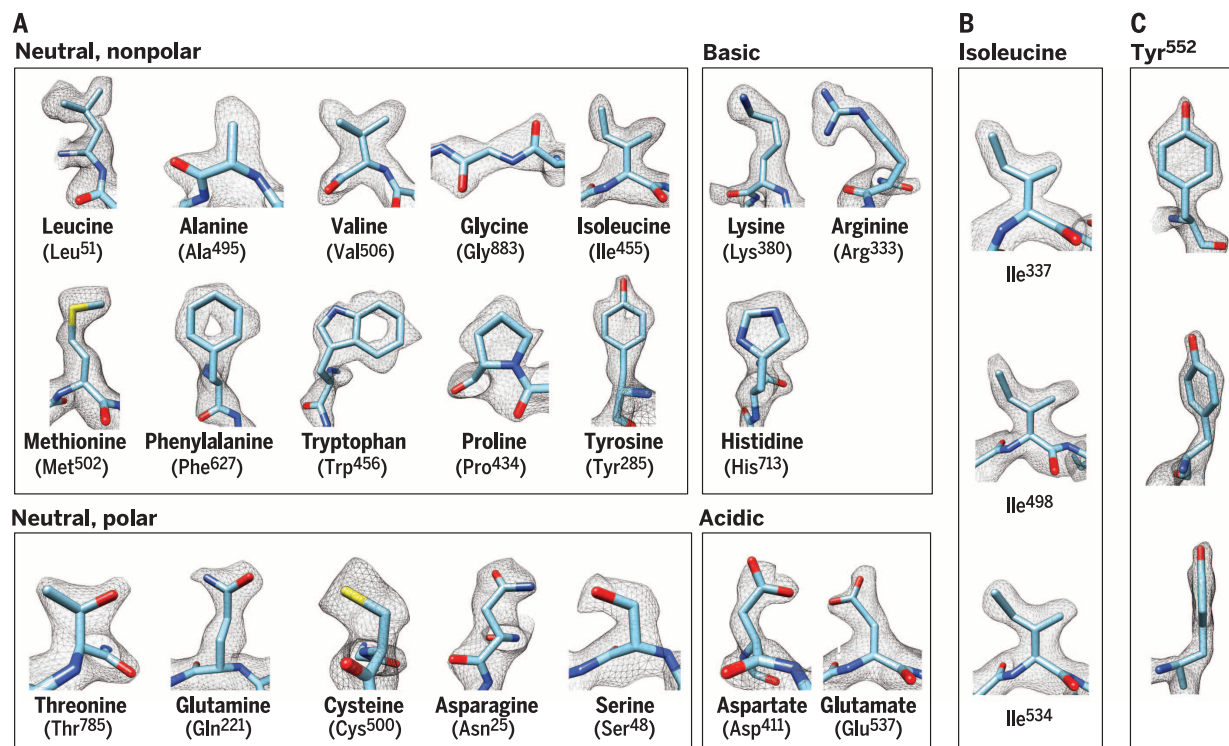 A
Neutral, nonpolar
Leucine
(Leu51)
Alanine
(Ala495)
Valine
(Val506)
Glycine
(Gly883)
Isoleucine
(Ile455)
Methionine
(Met502)
Phenylalanine
(Phe627)
Tryptophan
(Trp456)
Proline
(Pro434)
Tyrosine
(Tyr285)
Basic
Lysine
(Lys380)
Arginine
(Arg333)
Histidine
(His713)
Neutral, polar
Threonine
(Thr785)
Glutamine
(Gln221)
Cysteine
(Cys500)
Asparagine
(Asn25)
Serine
(Ser48)
Acidic
Aspartate
(Asp411)
Glutamate
(Glu537)
B
Isoleucine
Ile337
Ile498
Ile534
C
Tyr552